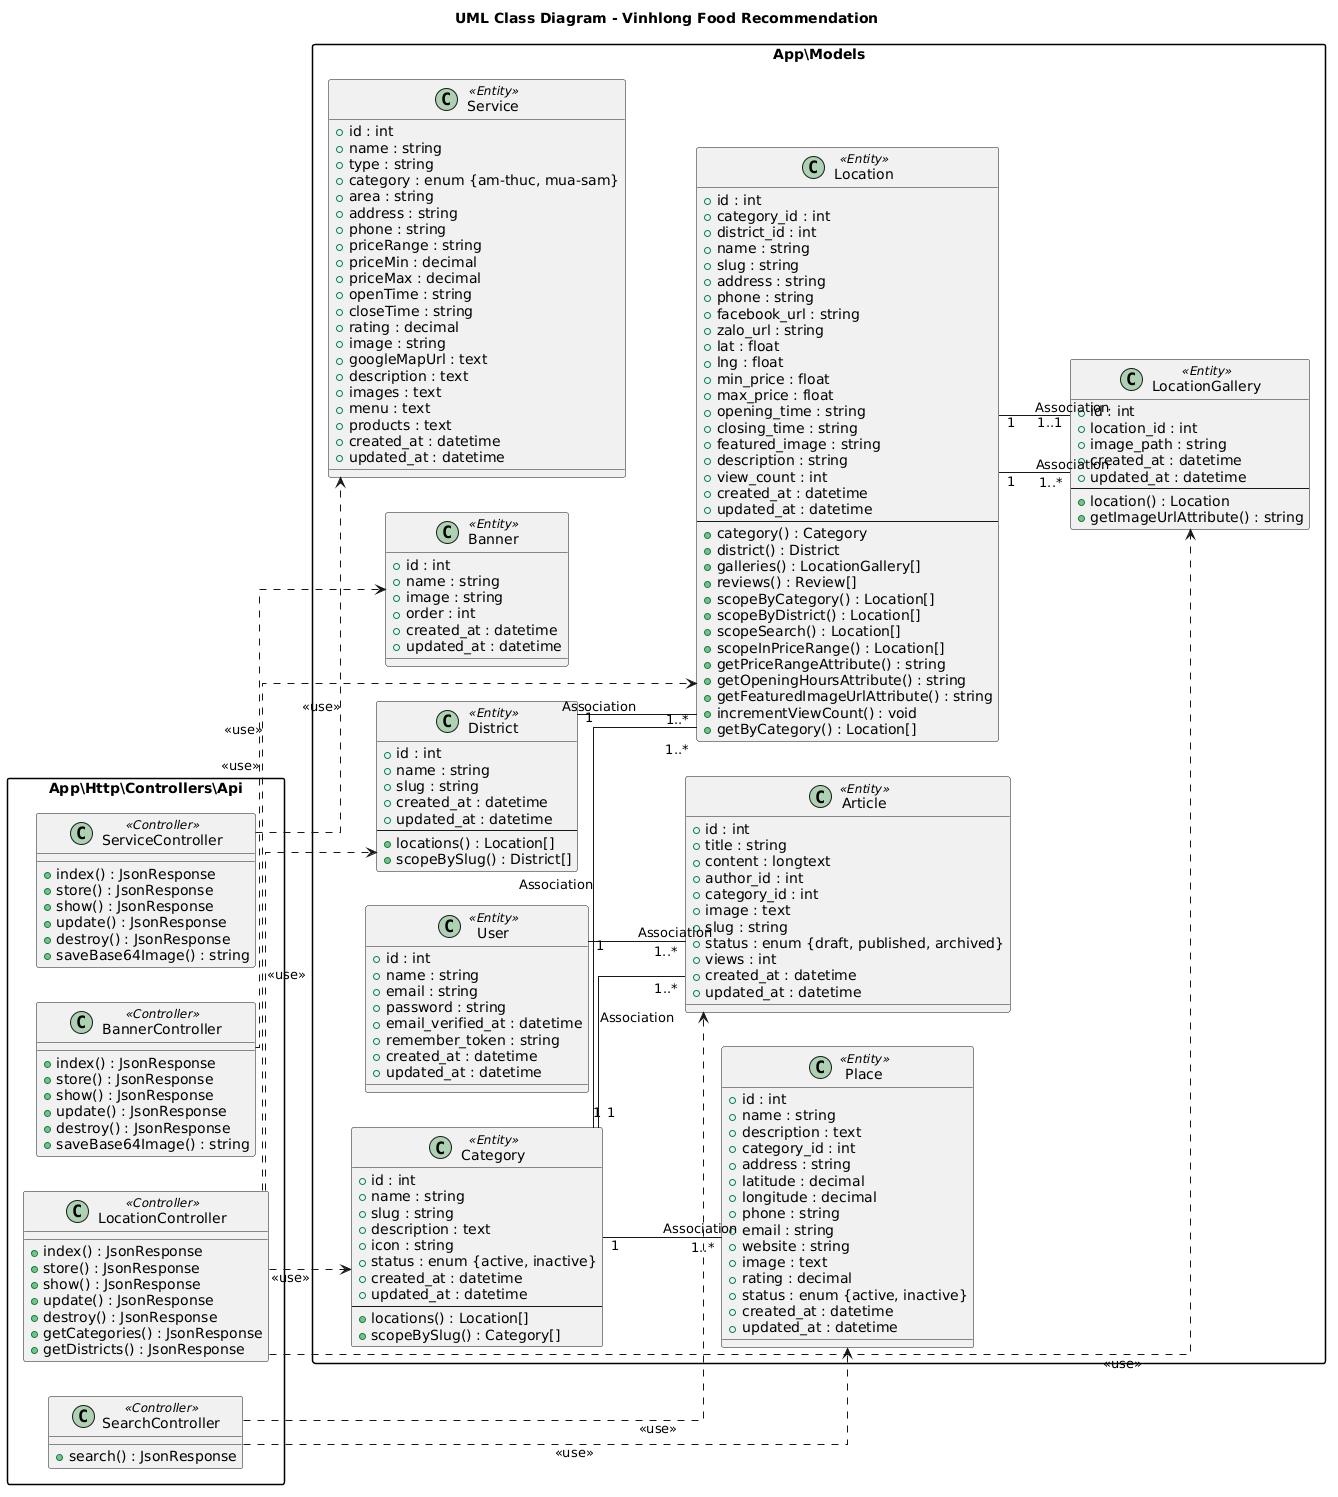 UML Class Diagram - Vinhlong Food Recommendation
App\Models
«Entity»
Service
id : int
name : string
type : string
category : enum {am-thuc, mua-sam}
area : string
address : string
phone : string
priceRange : string
priceMin : decimal
priceMax : decimal
openTime : string
closeTime : string
rating : decimal
image : string
googleMapUrl : text
description : text
images : text
menu : text
products : text
created_at : datetime
updated_at : datetime
«Entity»
Location
id : int
category_id : int
district_id : int
name : string
slug : string
address : string
phone : string
facebook_url : string
zalo_url : string
lat : float
lng : float
min_price : float
max_price : float
opening_time : string
closing_time : string
featured_image : string
description : string
view_count : int
created_at : datetime
updated_at : datetime
category() : Category
district() : District
galleries() : LocationGallery[]
reviews() : Review[]
scopeByCategory() : Location[]
scopeByDistrict() : Location[]
scopeSearch() : Location[]
scopeInPriceRange() : Location[]
getPriceRangeAttribute() : string
getOpeningHoursAttribute() : string
getFeaturedImageUrlAttribute() : string
incrementViewCount() : void
getByCategory() : Location[]
«Entity»
LocationGallery
id : int
location_id : int
image_path : string
created_at : datetime
updated_at : datetime
location() : Location
getImageUrlAttribute() : string
Association
1
1..1
Association
1
1..*
«Entity»
Banner
id : int
name : string
image : string
order : int
created_at : datetime
updated_at : datetime
«Entity»
District
id : int
name : string
slug : string
created_at : datetime
updated_at : datetime
locations() : Location[]
scopeBySlug() : District[]
Association
1
1..*
1..*
Association
«use»
«use»
«use»
«use»
App\Http\Controllers\Api
«Controller»
ServiceController
index() : JsonResponse
store() : JsonResponse
show() : JsonResponse
update() : JsonResponse
destroy() : JsonResponse
saveBase64Image() : string
«Entity»
Article
id : int
title : string
content : longtext
author_id : int
category_id : int
image : text
slug : string
status : enum {draft, published, archived}
views : int
created_at : datetime
updated_at : datetime
«Entity»
User
id : int
name : string
email : string
password : string
email_verified_at : datetime
remember_token : string
created_at : datetime
updated_at : datetime
Association
1
1..*
1..*
Association
1
1
«Controller»
BannerController
index() : JsonResponse
store() : JsonResponse
show() : JsonResponse
update() : JsonResponse
destroy() : JsonResponse
saveBase64Image() : string
«Entity»
Place
id : int
name : string
description : text
category_id : int
address : string
latitude : decimal
longitude : decimal
phone : string
email : string
website : string
image : text
rating : decimal
status : enum {active, inactive}
created_at : datetime
updated_at : datetime
«Entity»
Category
id : int
name : string
slug : string
description : text
icon : string
status : enum {active, inactive}
created_at : datetime
updated_at : datetime
locations() : Location[]
scopeBySlug() : Category[]
Association
1
1..*
«Controller»
LocationController
index() : JsonResponse
store() : JsonResponse
show() : JsonResponse
update() : JsonResponse
destroy() : JsonResponse
getCategories() : JsonResponse
getDistricts() : JsonResponse
«use»
«use»
«Controller»
SearchController
search() : JsonResponse
«use»
«use»